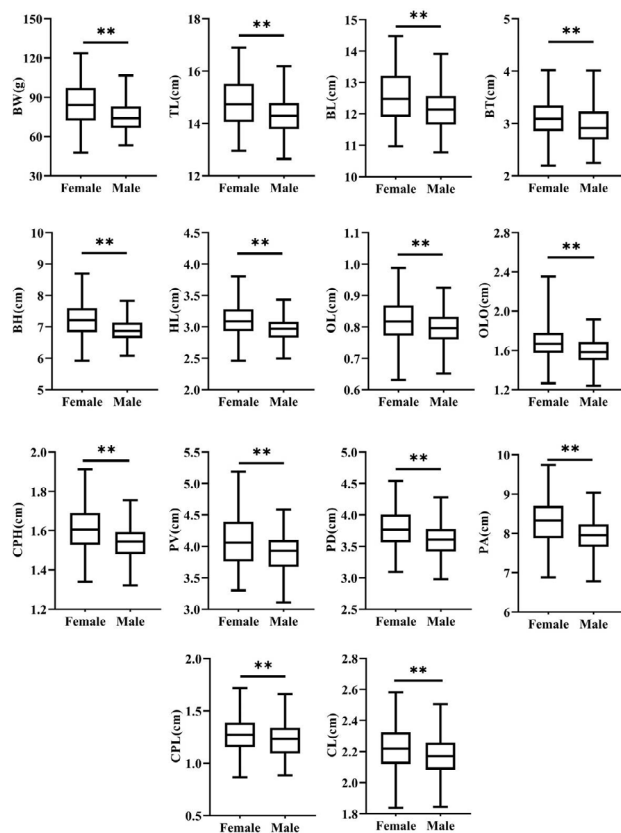 ** ** ** **
150 18 15 5
120 16 14 4
BW(g) 90 TL(cm) BL(cm) 13 BT(cm) 3
60 14 12
11
30 12 10 2
Female Male Female Male Female Male Female Male
** ** ** **
10 4.5 1.1 2.8
9 4.0 1.0 2.4
BH(cm) 8 HL(cm) 3.5 OL(cm) 0.9 OLO(cm) 2.0
7 3.0 0.8 1.6
6 2.5 0.7
5 2.0 0.6 1.2
Female Male Female Male Female Male Female Male
** ** ** **
2.0 5.5 5.0 10
1.8 5.0 4.5 9
CPH(cm) 1.6 PV(cm) 4.5 PD(cm) 4.0 PA(cm) 8
1.4 4.0 3.5 7
3.5 3.0
1.2 3.0 2.5 6
Female Male Female Male Female Male Female Male
** **
2.0 2.8
1.5 2.6
CPL(cm) CL(cm) 2.4
1.0 2.2
2.0
0.5 1.8
Female Male Female Male